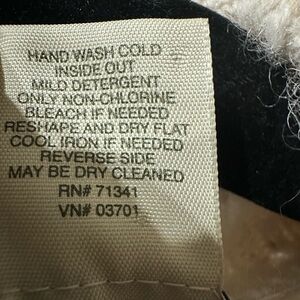 HAND WASH COLD
INSIDE OUT
MILD DETERGENT
ONLY NON-CHLORINE
BLEACH IF NEEDED
RESHAPE AND DRY FLAT
COOL IRON IF NEEDED
REVERSE SIDE
MAY BE DRY CLEANED
RN# 71341
VN# 03701